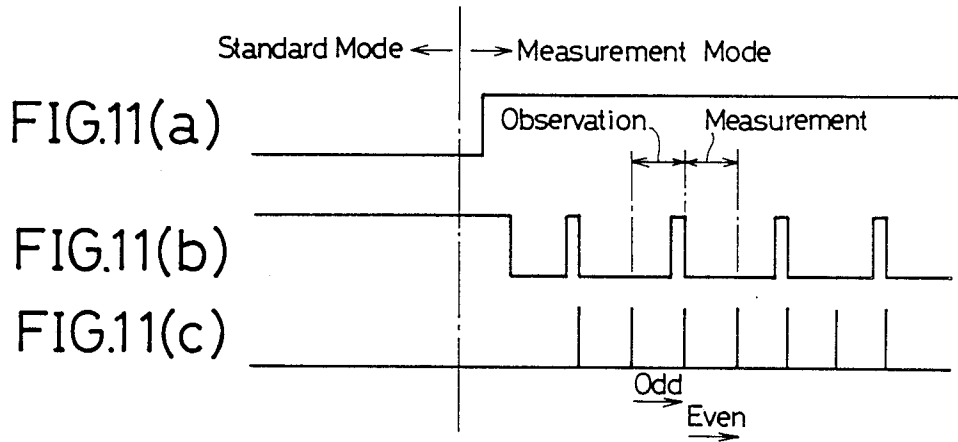 Standard Mode Measurement Mode
FIG.11(a)
Observation Measurement
FIG.11(b)
FIG.11(c)
Odd
Even